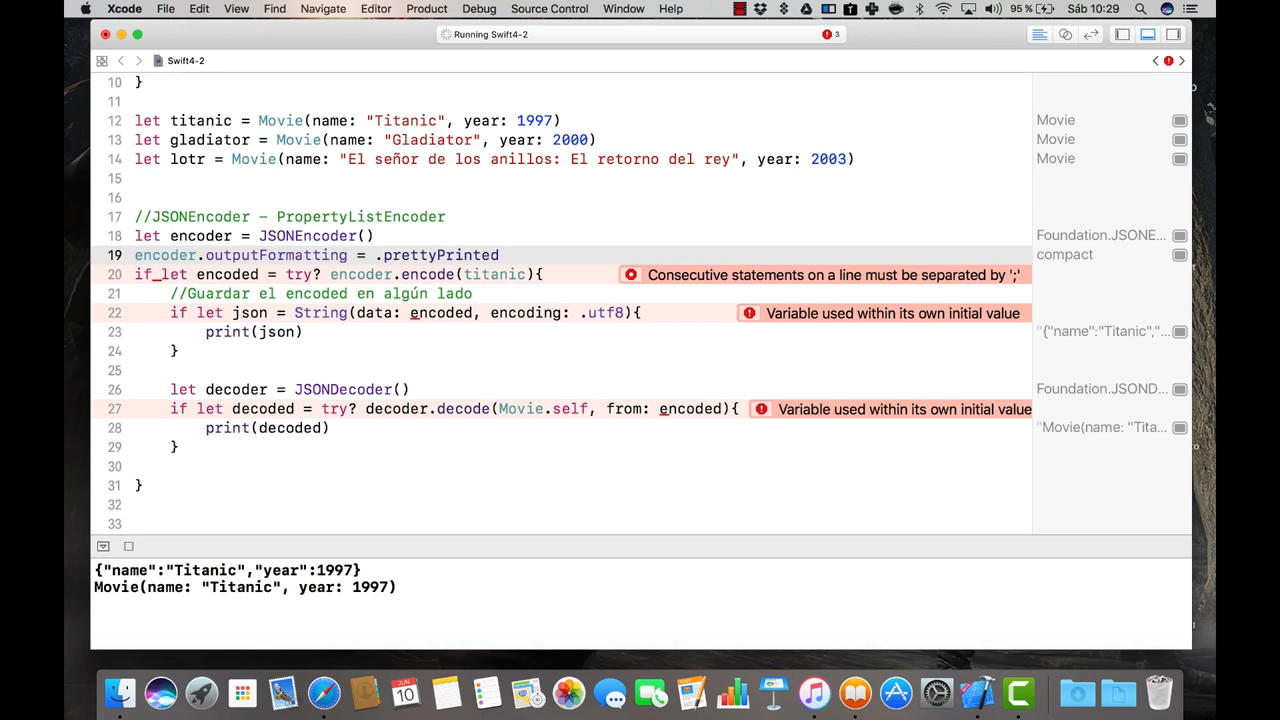 Xcode File Edit View Find Navigate Editor Product Debug Source Control Window Help 95 % Sáb 10:29
Running Swift4-2 3
Swift4-2
10 }
11
12 let titanic = Movie(name: "Titanic", year: 1997) Movie
13 let gladiator = Movie(name: "Gladiator", year: 2000) Movie
14 let lotr = Movie(name: "El señor de los anillos: El retorno del rey", year: 2003) Movie
15
16
17 //JSONEncoder – PropertyListEncoder
18 let encoder = JSONEncoder() Foundation.JSONE...
19 encoder.outputFormatting = .prettyPrinted compact
20 if let encoded = try? encoder.encode(titanic){ Consecutive statements on a line must be separated by ';'
21 //Guardar el encoded en algún lado
22 if let json = String(data: encoded, encoding: .utf8){ Variable used within its own initial value
23 print(json) "{"name":"Titanic","...
24 }
25
26 let decoder = JSONDecoder() Foundation.JSOND...
27 if let decoded = try? decoder.decode(Movie.self, from: encoded){ Variable used within its own initial value
28 print(decoded) "Movie(name: "Tita...
29 }
30
31 }
32
33
{"name":"Titanic","year":1997}
Movie(name: "Titanic", year: 1997)
JUN
10